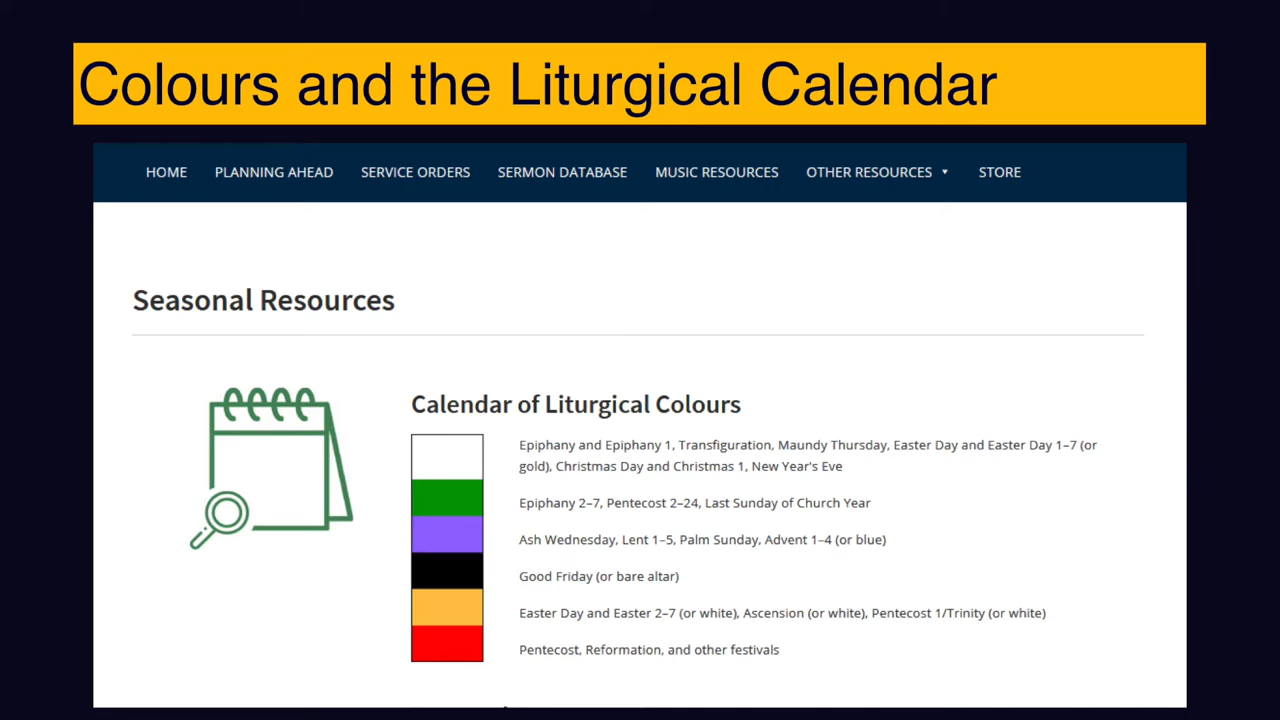 Colours and the Liturgical Calendar
HOME PLANNING AHEAD SERVICE ORDERS SERMON DATABASE MUSIC RESOURCES OTHER RESOURCES STORE
Seasonal Resources
Calendar of Liturgical Colours
Epiphany and Epiphany 1, Transfiguration, Maundy Thursday, Easter Day and Easter Day 1–7 (or
gold), Christmas Day and Christmas 1, New Year's Eve
Epiphany 2–7, Pentecost 2–24, Last Sunday of Church Year
Ash Wednesday, Lent 1–5, Palm Sunday, Advent 1–4 (or blue)
Good Friday (or bare altar)
Easter Day and Easter 2–7 (or white), Ascension (or white), Pentecost 1/Trinity (or white)
Pentecost, Reformation, and other festivals